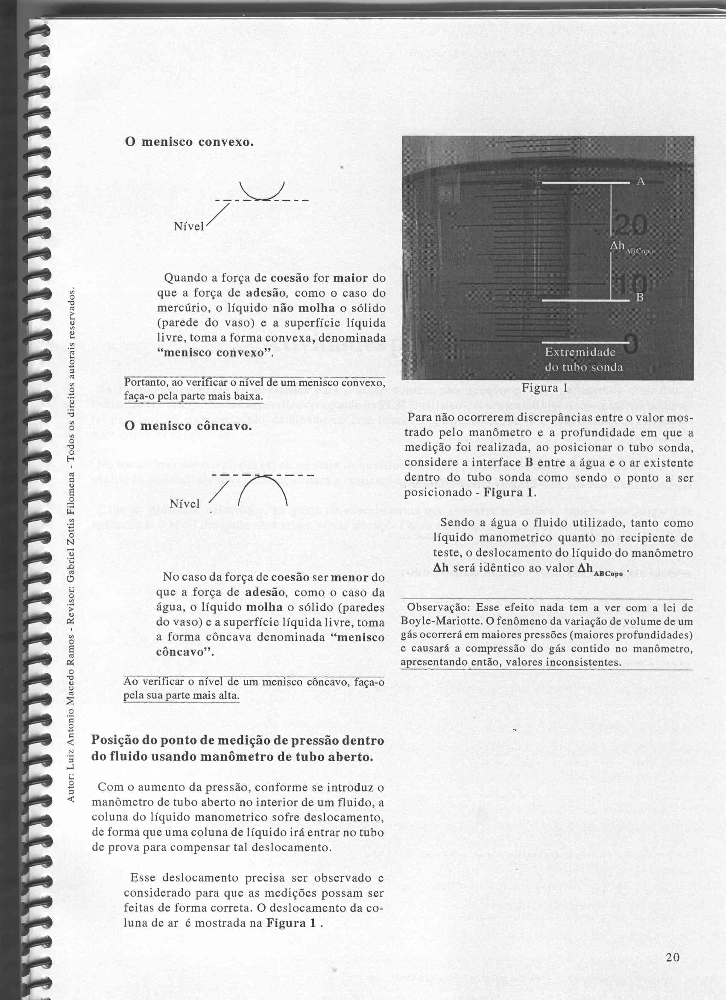 Autor: Luiz Antonio Macedo Ramos - Revisor: Gabriel Zottis Filomena - Todos os direitos autorais reservados.
O menisco convexo.
Nível
Quando a força de coesão for maior do
que a força de adesão, como o caso do
mercúrio, o líquido não molha o sólido
(parede do vaso) e a superfície líquida
livre, toma a forma convexa, denominada
“menisco convexo”.
Portanto, ao verificar o nível de um menisco convexo,
faça-o pela parte mais baixa.
O menisco côncavo.
Nível
No caso da força de coesão ser menor do
que a força de adesão, como o caso da
água, o líquido molha o sólido (paredes
do vaso) e a superfície líquida livre, toma
a forma côncava denominada “menisco
côncavo”.
Ao verificar o nível de um menisco côncavo, faça-o
pela sua parte mais alta.
Posição do ponto de medição de pressão dentro
do fluido usando manômetro de tubo aberto.
Com o aumento da pressão, conforme se introduz o
manômetro de tubo aberto no interior de um fluido, a
coluna do líquido manometrico sofre deslocamento,
de forma que uma coluna de líquido irá entrar no tubo
de prova para compensar tal deslocamento.
Esse deslocamento precisa ser observado e
considerado para que as medições possam ser
feitas de forma correta. O deslocamento da co-
luna de ar é mostrada na Figura 1 .
A
20
Δh ABCopo
10
B
0
Extremidade
do tubo sonda
Figura 1
Para não ocorrerem discrepâncias entre o valor mos-
trado pelo manômetro e a profundidade em que a
medição foi realizada, ao posicionar o tubo sonda,
considere a interface B entre a água e o ar existente
dentro do tubo sonda como sendo o ponto a ser
posicionado - Figura 1.
Sendo a água o fluido utilizado, tanto como
líquido manometrico quanto no recipiente de
teste, o deslocamento do líquido do manômetro
Δh será idêntico ao valor Δh ABCopo .
Observação: Esse efeito nada tem a ver com a lei de
Boyle-Mariotte. O fenômeno da variação de volume de um
gás ocorrerá em maiores pressões (maiores profundidades)
e causará a compressão do gás contido no manômetro,
apresentando então, valores inconsistentes.
20